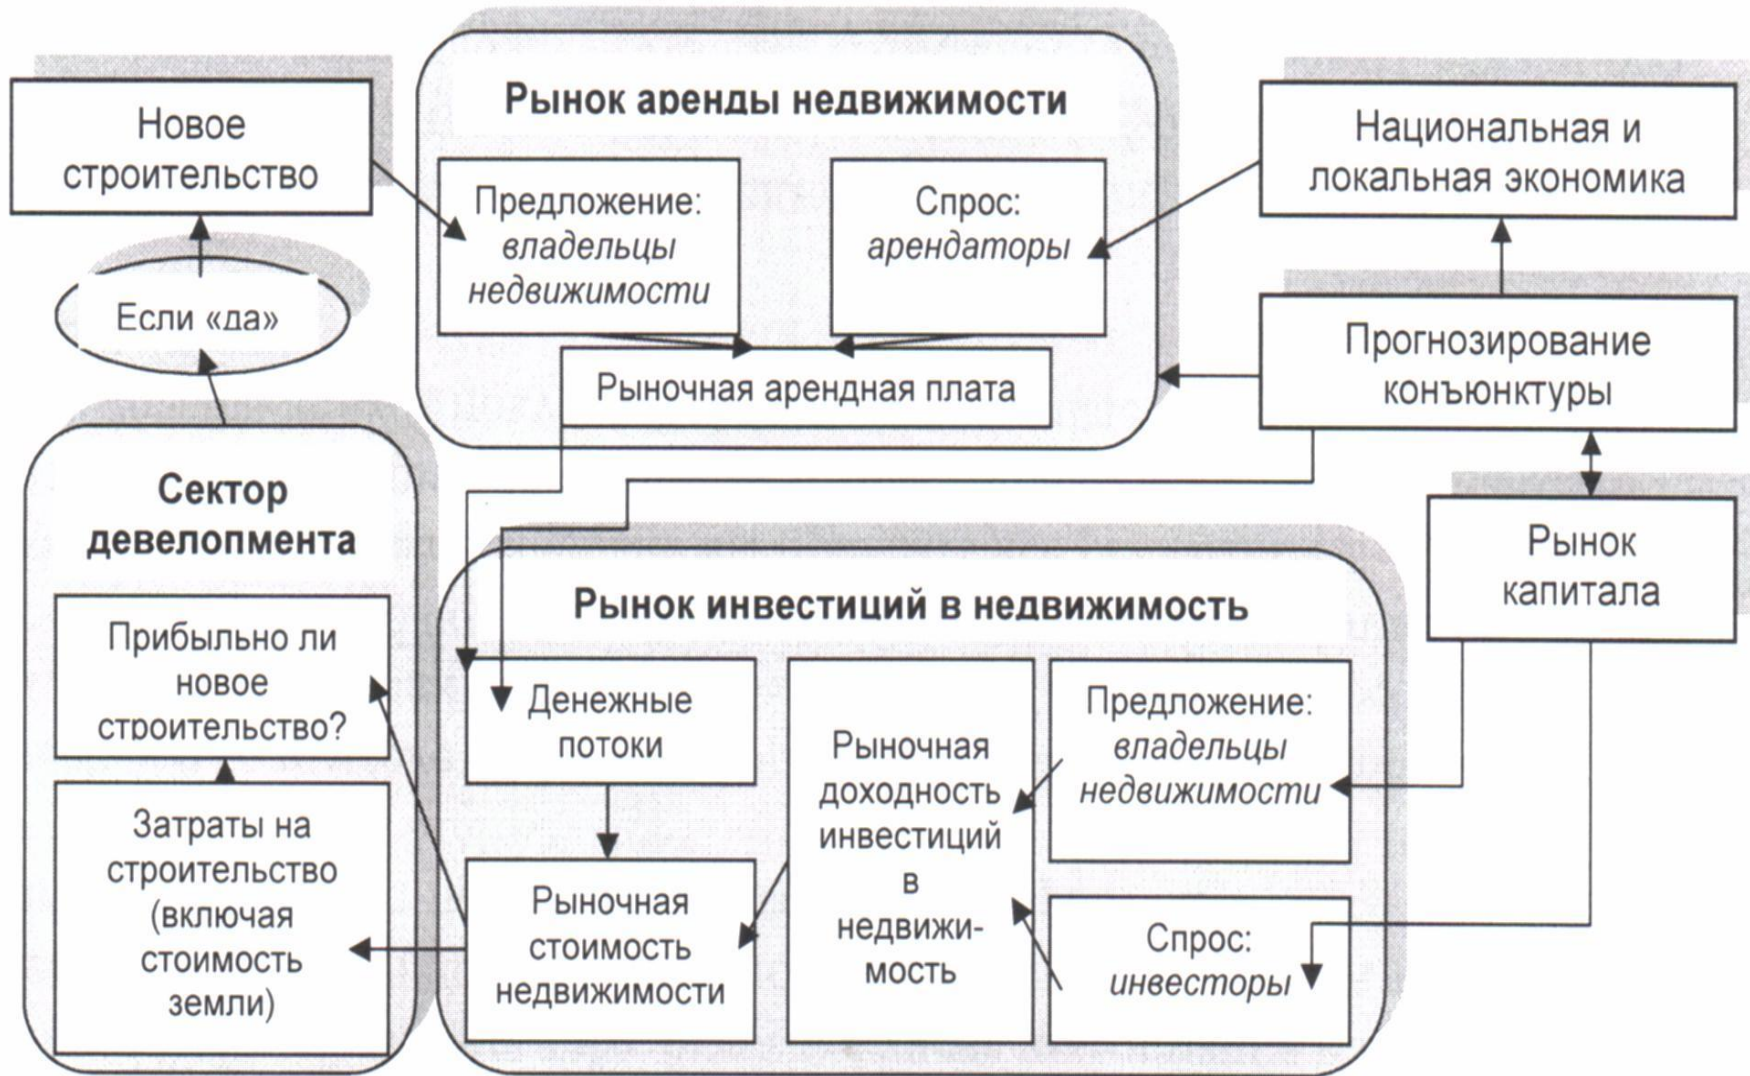 Рынок аренды недвижимости
Новое
строительство
Предложение:
владельцы
недвижимости
Спрос:
арендаторы
Национальная и
локальная экономика
Если «да»
Рыночная арендная плата
Прогнозирование
конъюнктуры
Сектор
девелопмента
Прибыльно ли
новое
строительство?
Затраты на
строительство
(включая
стоимость
земли)
Рынок инвестиций в недвижимость
Денежные
потоки
Рыночная
стоимость
недвижимости
Рыночная
доходность
инвестиций
в
недвижи-
мость
Предложение:
владельцы
недвижимости
Спрос:
инвесторы
Рынок
капитала